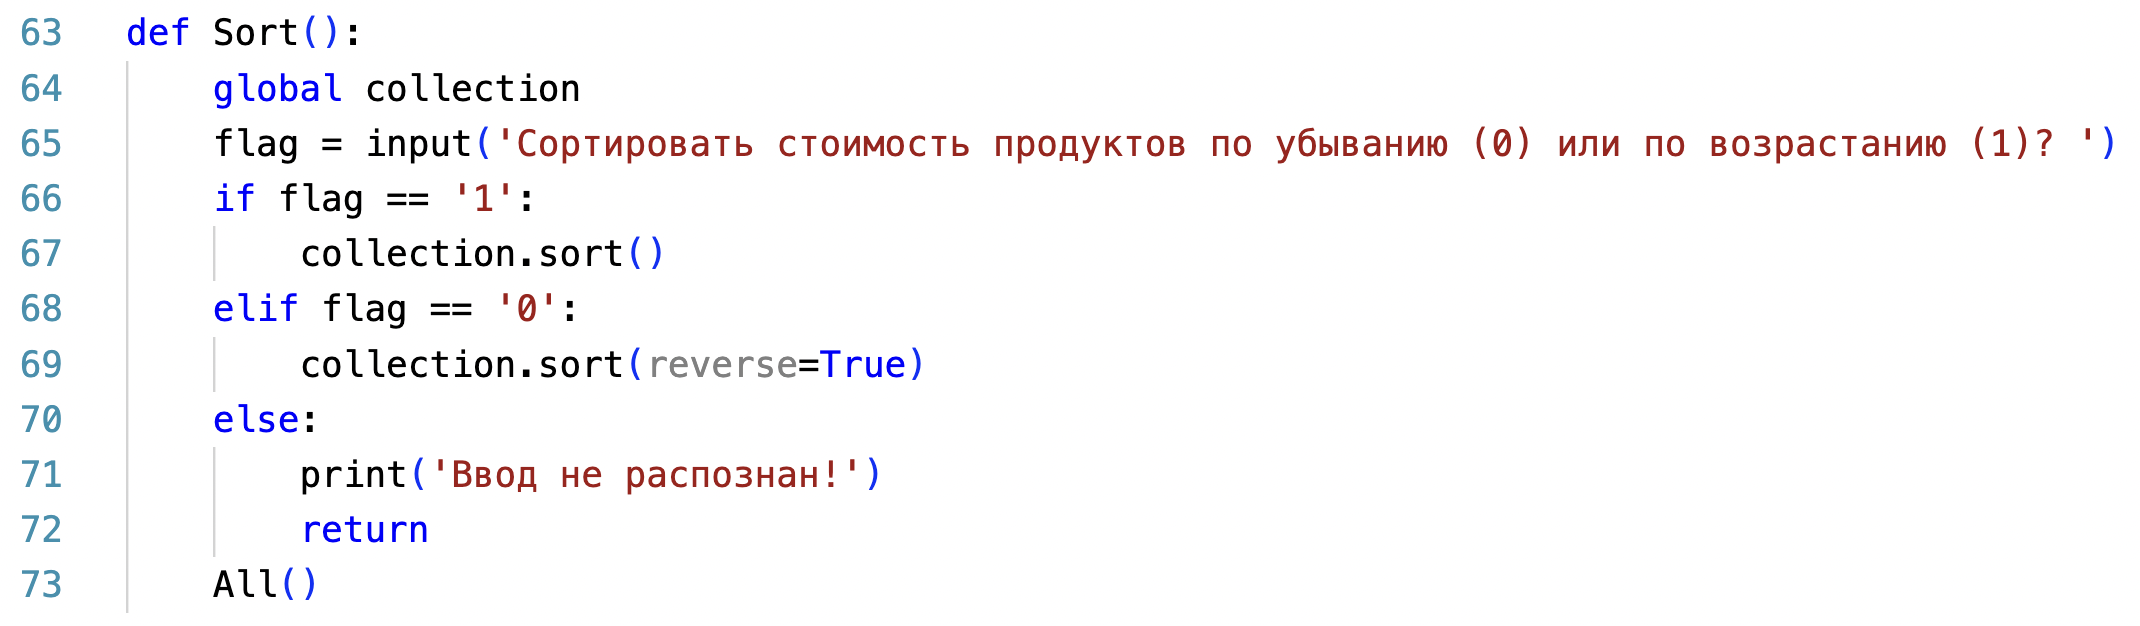 63 def Sort():
64 global collection
65 flag = input('Сортировать стоимость продуктов по убыванию (0) или по возрастанию (1)? ')
66 if flag == '1':
67 collection.sort()
68 elif flag == '0':
69 collection.sort(reverse=True)
70 else:
71 print('Ввод не распознан!')
72 return
73 All()